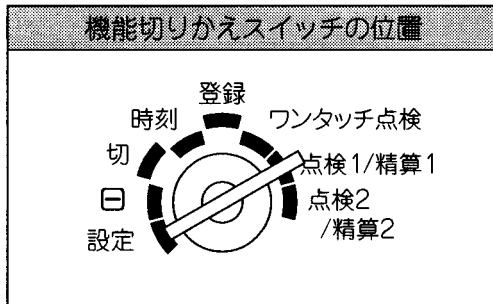 機能切りかえスイッチの位置
登録
時刻
ワンタッチ点検
切
点検1/精算1
⊟
点検2
/精算2
設定